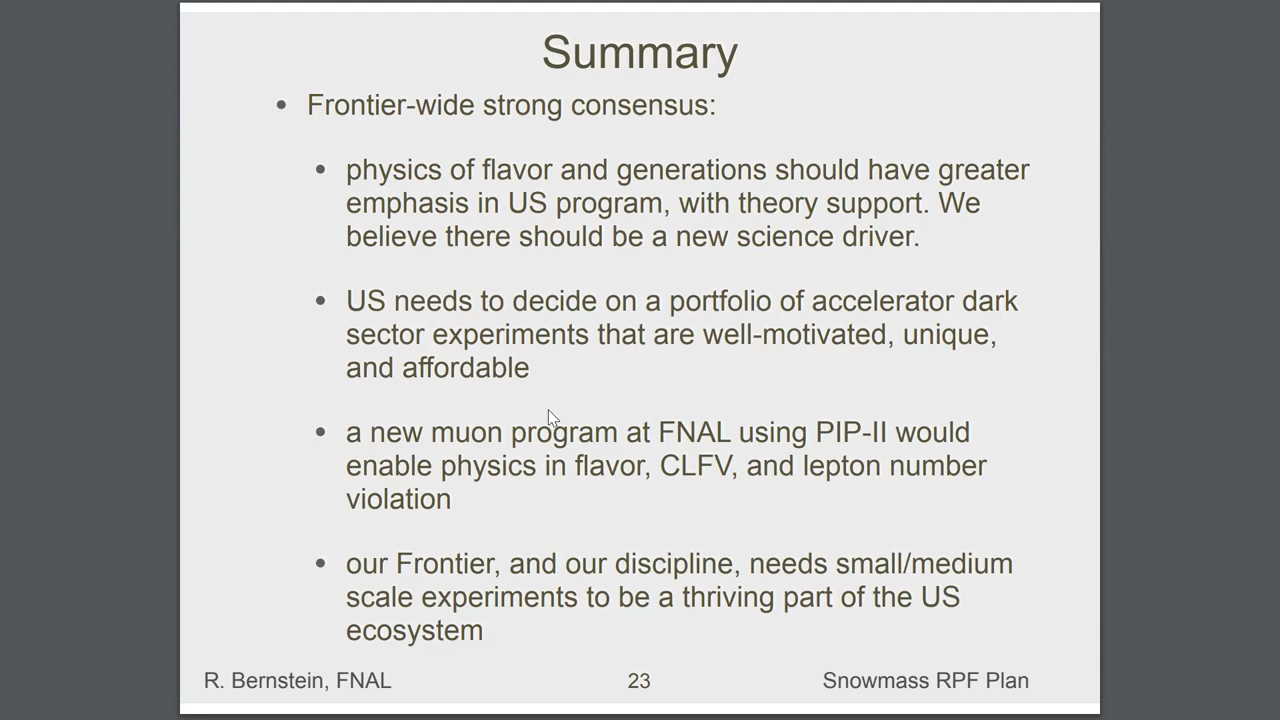 Summary
• Frontier-wide strong consensus:
• physics of flavor and generations should have greater
emphasis in US program, with theory support. We
believe there should be a new science driver.
• US needs to decide on a portfolio of accelerator dark
sector experiments that are well-motivated, unique,
and affordable
• a new muon program at FNAL using PIP-II would
enable physics in flavor, CLFV, and lepton number
violation
• our Frontier, and our discipline, needs small/medium
scale experiments to be a thriving part of the US
ecosystem
R. Bernstein, FNAL 23 Snowmass RPF Plan